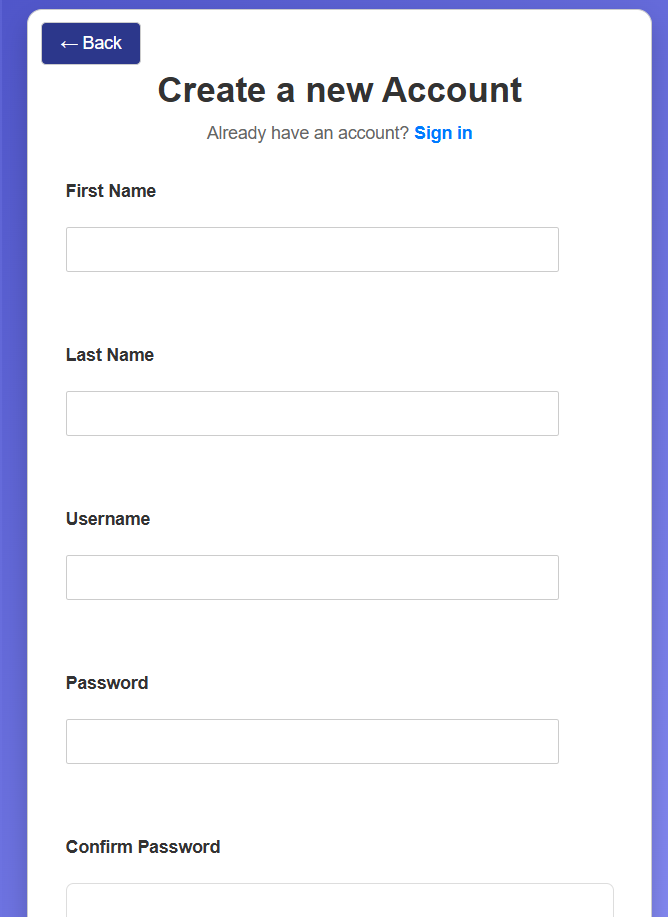 ← Back
Create a new Account
Already have an account? Sign in
First Name
Last Name
Username
Password
Confirm Password